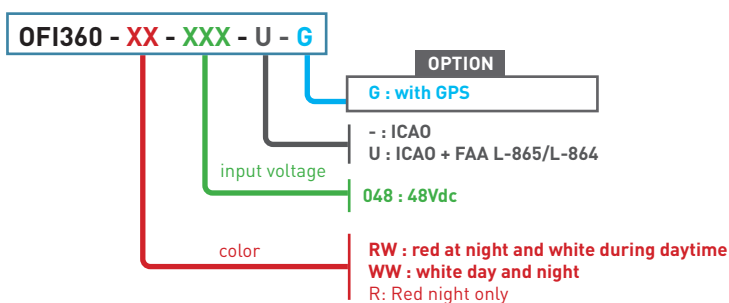 OFI360 - XX - XXX - U - G
OPTION
G : with GPS
- : ICAO
U : ICAO + FAA L-865/L-864
input voltage
048 : 48Vdc
color
RW : red at night and white during daytime
WW : white day and night
R: Red night only